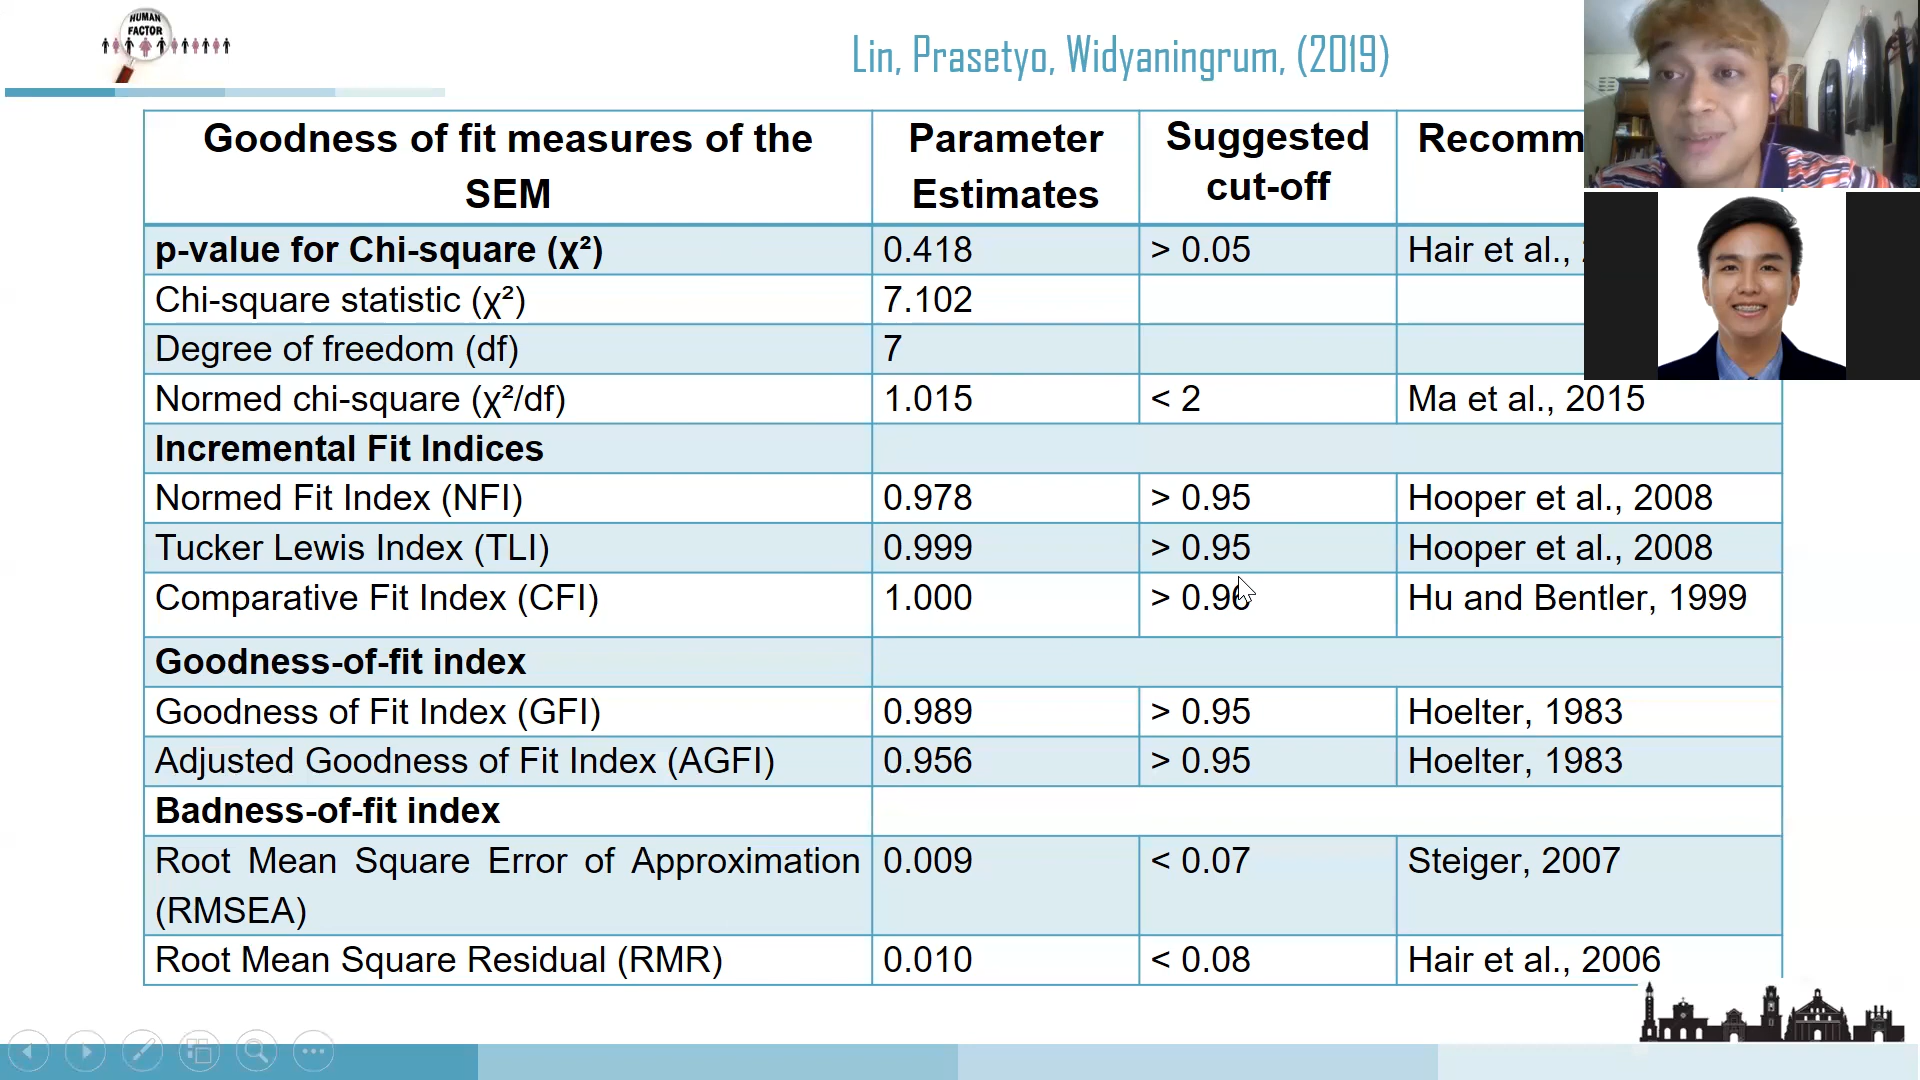 HUMAN
FACTOR
Lin, Prasetyo, Widyaningrum, (2019)
Goodness of fit measures of the
SEM
Parameter
Estimates
Suggested
cut-off
Recomm
p-value for Chi-square (χ²) 0.418 > 0.05 Hair et al.,
Chi-square statistic (χ²) 7.102
Degree of freedom (df) 7
Normed chi-square (χ²/df) 1.015 < 2 Ma et al., 2015
Incremental Fit Indices
Normed Fit Index (NFI) 0.978 > 0.95 Hooper et al., 2008
Tucker Lewis Index (TLI) 0.999 > 0.95 Hooper et al., 2008
Comparative Fit Index (CFI) 1.000 > 0.96 Hu and Bentler, 1999
Goodness-of-fit index
Goodness of Fit Index (GFI) 0.989 > 0.95 Hoelter, 1983
Adjusted Goodness of Fit Index (AGFI) 0.956 > 0.95 Hoelter, 1983
Badness-of-fit index
Root Mean Square Error of Approximation 0.009 < 0.07 Steiger, 2007
(RMSEA)
Root Mean Square Residual (RMR) 0.010 < 0.08 Hair et al., 2006